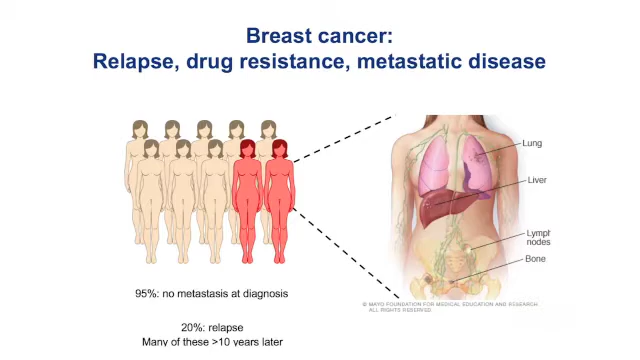 Breast cancer:
Relapse, drug resistance, metastatic disease
Lung
Liver
Lymph
nodes
Bone
95%: no metastasis at diagnosis
© MAYO FOUNDATION FOR MEDICAL EDUCATION AND RESEARCH.
ALL RIGHTS RESERVED.
20%: relapse
Many of these >10 years later